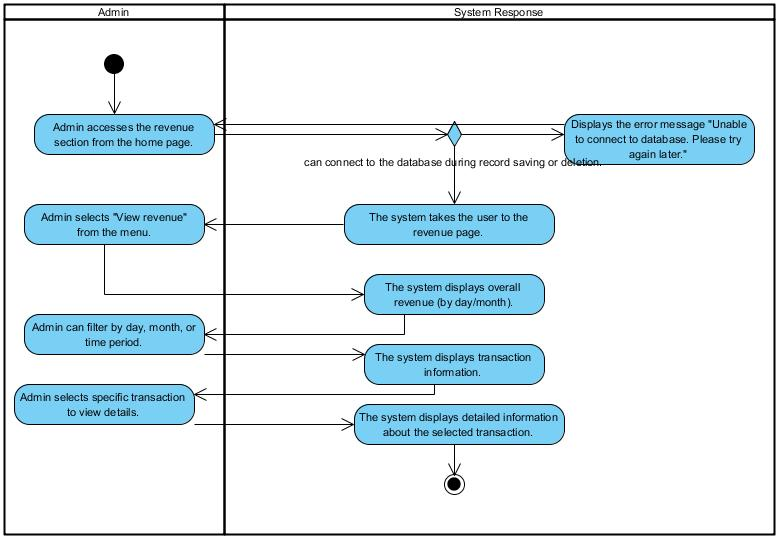 Admin
System Response
Admin accesses the revenue
section from the home page.
Displays the error message "Unable
to connect to database. Please try
again later."
can connect to the database during record saving or deletion.
Admin selects "View revenue"
from the menu.
The system takes the user to the
revenue page.
The system displays overall
revenue (by day/month).
Admin can filter by day, month, or
time period.
The system displays transaction
information.
Admin selects specific transaction
to view details.
The system displays detailed information
about the selected transaction.